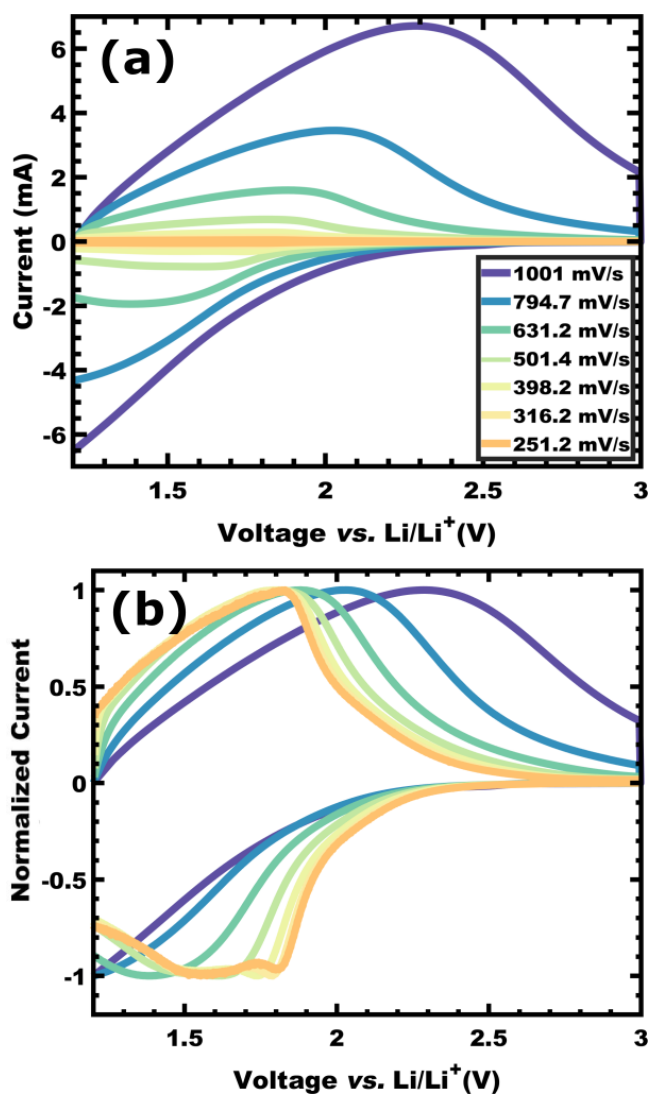 (a)
6
4
2
0
-2
-4
-6
Current (mA)
1001 mV/s
794.7 mV/s
631.2 mV/s
501.4 mV/s
398.2 mV/s
316.2 mV/s
251.2 mV/s
1.5 2 2.5 3
Voltage vs. Li/Li⁺(V)
(b)
1
0.5
0
-0.5
-1
Normalized Current
1.5 2 2.5 3
Voltage vs. Li/Li⁺(V)